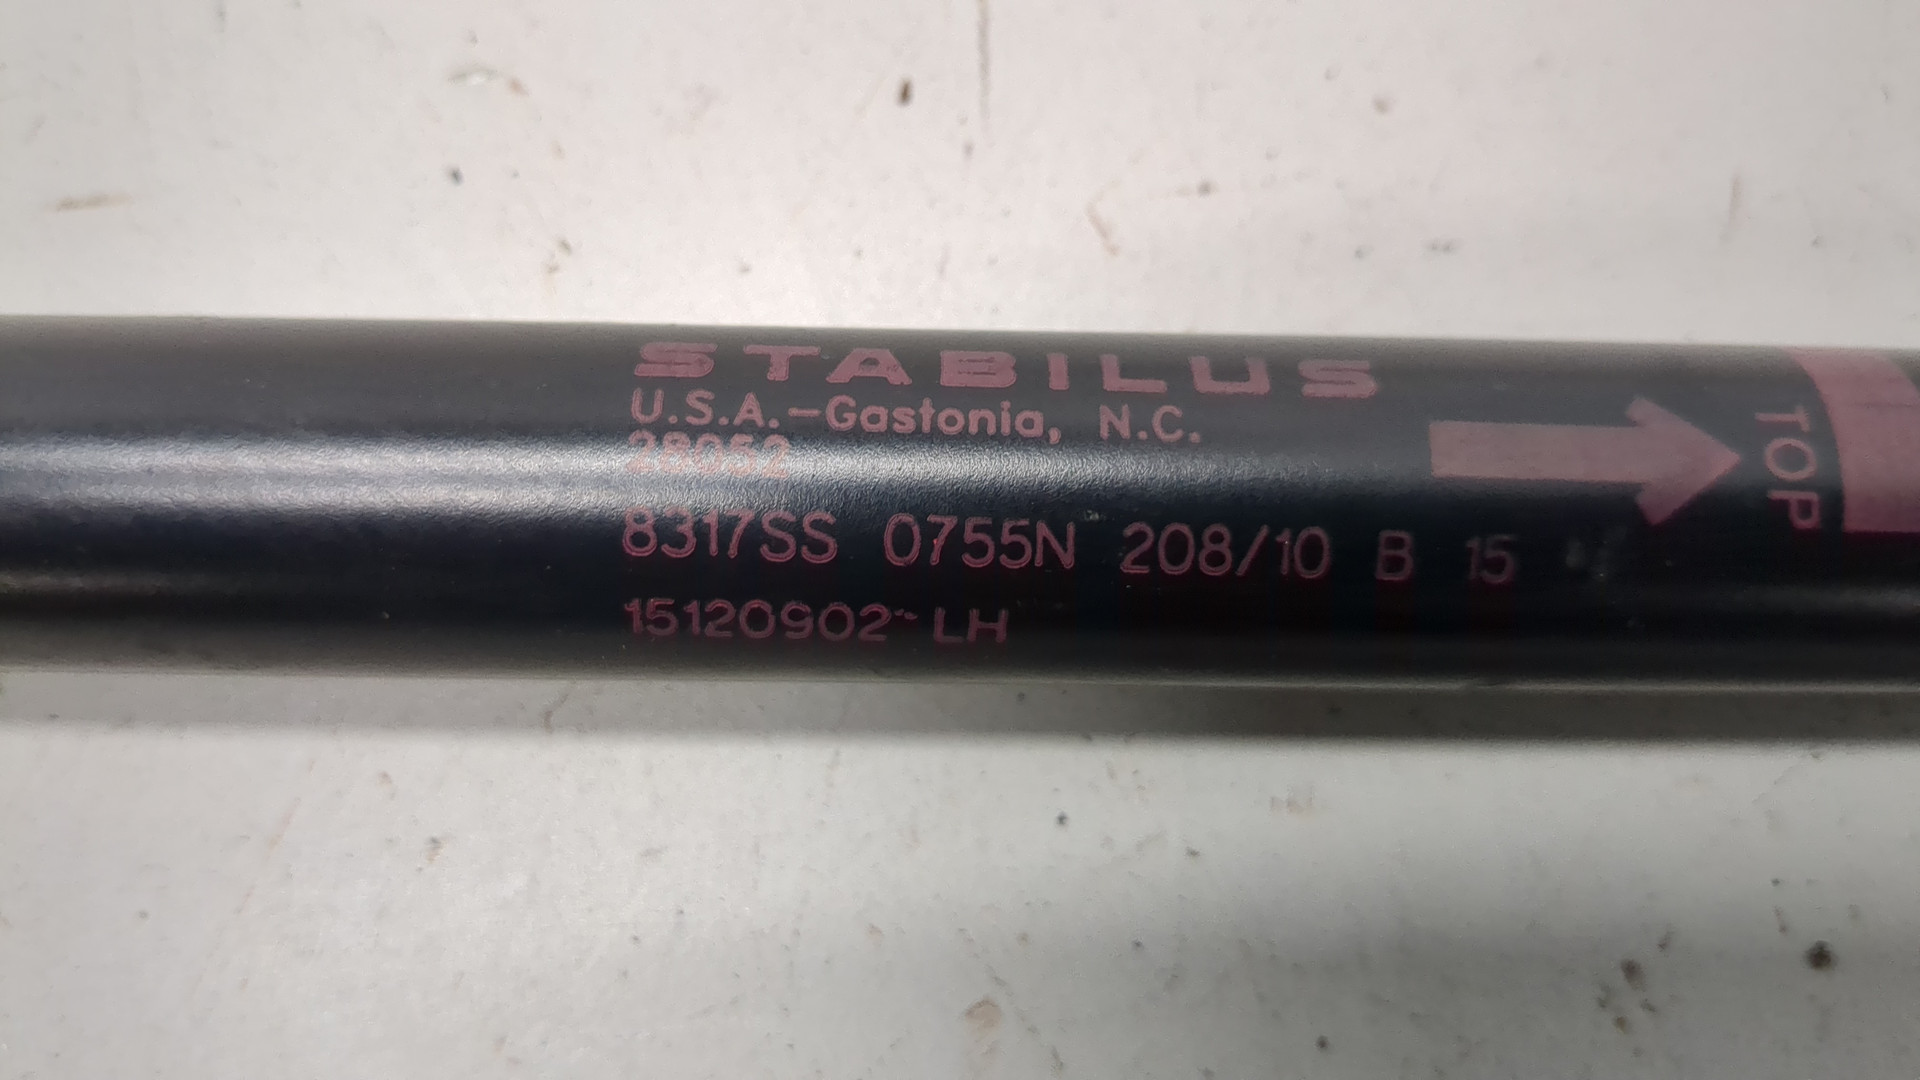 STABILUS
U.S.A.-Gastonia, N.C.
28052
8317SS 0755N 208/10 B 15
15120902-LH
TOP